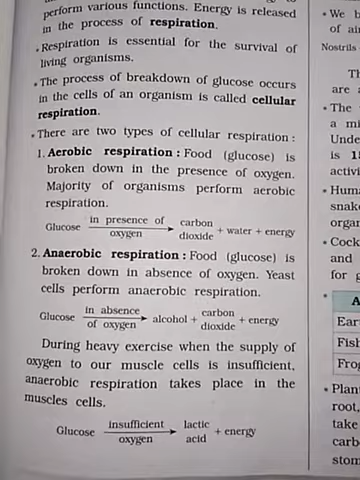 perform various functions. Energy is released
in the process of respiration.
• Respiration is essential for the survival of
living organisms.
• The process of breakdown of glucose occurs
in the cells of an organism is called cellular
respiration.
• There are two types of cellular respiration :
1. Aerobic respiration : Food (glucose) is
broken down in the presence of oxygen.
Majority of organisms perform aerobic
respiration.
Glucose in presence of oxygen → carbon dioxide + water + energy
2. Anaerobic respiration : Food (glucose) is
broken down in absence of oxygen. Yeast
cells perform anaerobic respiration.
Glucose in absence of oxygen → alcohol + carbon dioxide + energy
During heavy exercise when the supply of
oxygen to our muscle cells is insufficient,
anaerobic respiration takes place in the
muscles cells.
Glucose insufficient oxygen → lactic acid + energy
• We
of
Nostrils
are
• The
a
Unde
is
activi
• Huma
snak
organ
• Cock
and
for
A
Ear
Fish
Frog
• Plan
root,
take
carb
stom